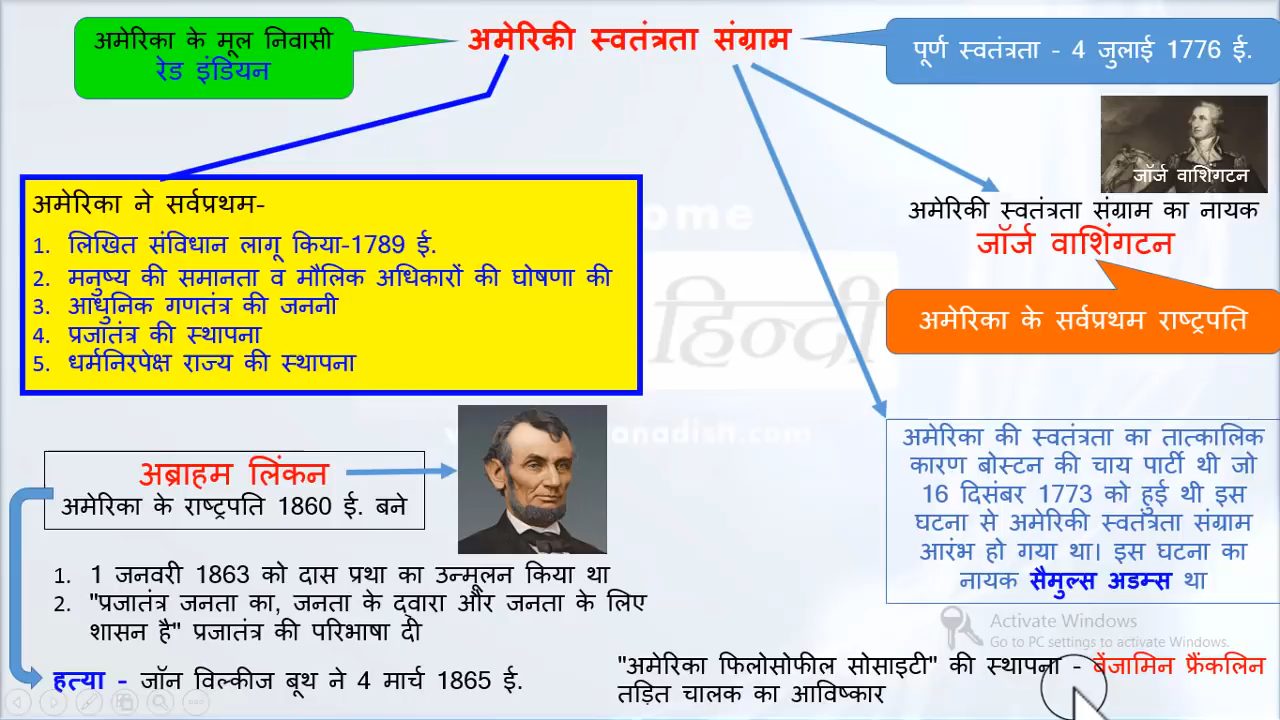 अमेरिका के मूल निवासी
रेड इंडियन
अमेरिकी स्वतंत्रता संग्राम
पूर्ण स्वतंत्रता - 4 जुलाई 1776 ई.
जॉर्ज वाशिंगटन
अमेरिकी स्वतंत्रता संग्राम का नायक
जॉर्ज वाशिंगटन
अमेरिका के सर्वप्रथम राष्ट्रपति
अमेरिका ने सर्वप्रथम-
1. लिखित संविधान लागू किया-1789 ई.
2. मनुष्य की समानता व मौलिक अधिकारों की घोषणा की
3. आधुनिक गणतंत्र की जननी
4. प्रजातंत्र की स्थापना
5. धर्मनिरपेक्ष राज्य की स्थापना
ome
हिन्दी
अमेरिका की स्वतंत्रता का तात्कालिक
कारण बोस्टन की चाय पार्टी थी जो
16 दिसंबर 1773 को हुई थी इस
घटना से अमेरिकी स्वतंत्रता संग्राम
आरंभ हो गया था। इस घटना का
नायक सैमुल्स अडम्स था
अब्राहम लिंकन
अमेरिका के राष्ट्रपति 1860 ई. बने
1. 1 जनवरी 1863 को दास प्रथा का उन्मूलन किया था
2. "प्रजातंत्र जनता का, जनता के द्वारा और जनता के लिए
शासन है" प्रजातंत्र की परिभाषा दी
हत्या - जॉन विल्कीज बूथ ने 4 मार्च 1865 ई.
Activate Windows
Go to PC settings to activate Windows.
"अमेरिका फिलोसोफील सोसाइटी" की स्थापना - वेंजामिन फ्रैंकलिन
तड़ित चालक का आविष्कार